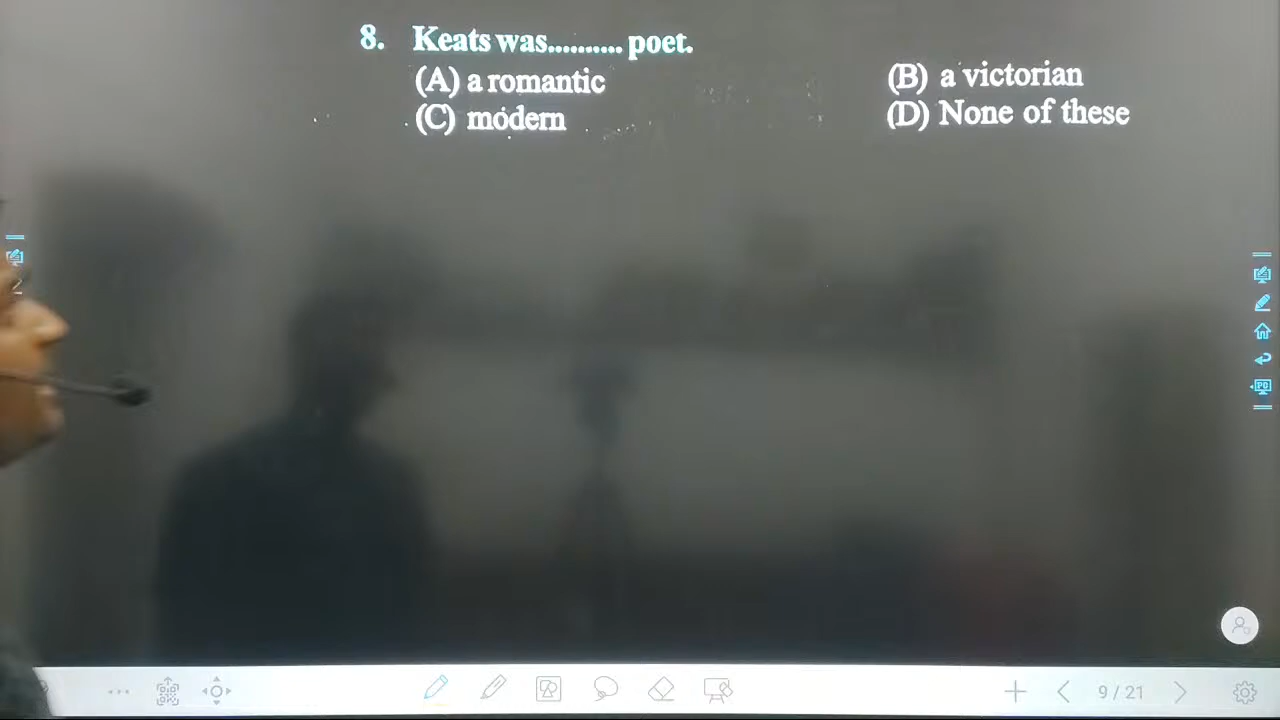 8. Keats was.......... poet.
(A) a romantic (B) a victorian
(C) modern (D) None of these
9 / 21